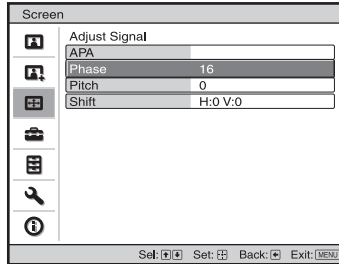 Screen
Adjust Signal
APA
Phase 16
Pitch 0
Shift H:0 V:0
Sel: Set: Back: Exit: MENU